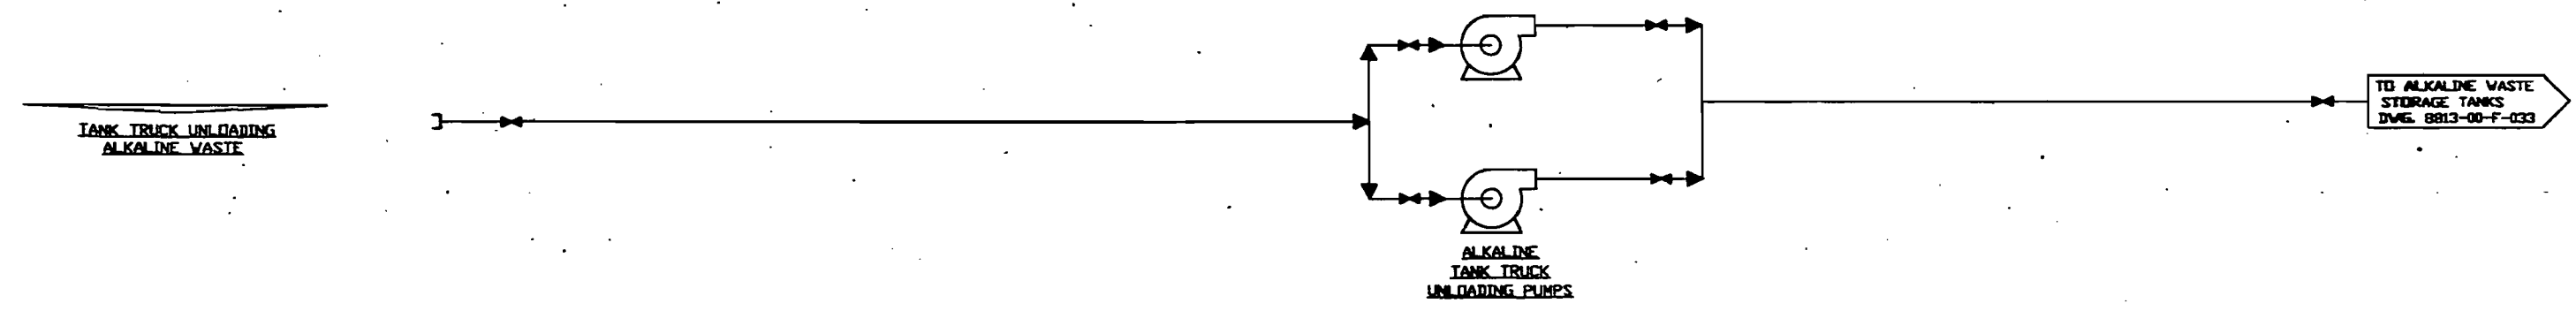 TANK TRUCK UNLOADING
ALKALINE WASTE
ALKALINE
TANK TRUCK
UNLOADING PUMPS
TO ALKALINE WASTE
STORAGE TANKS
DWG. 8813-00-F-033